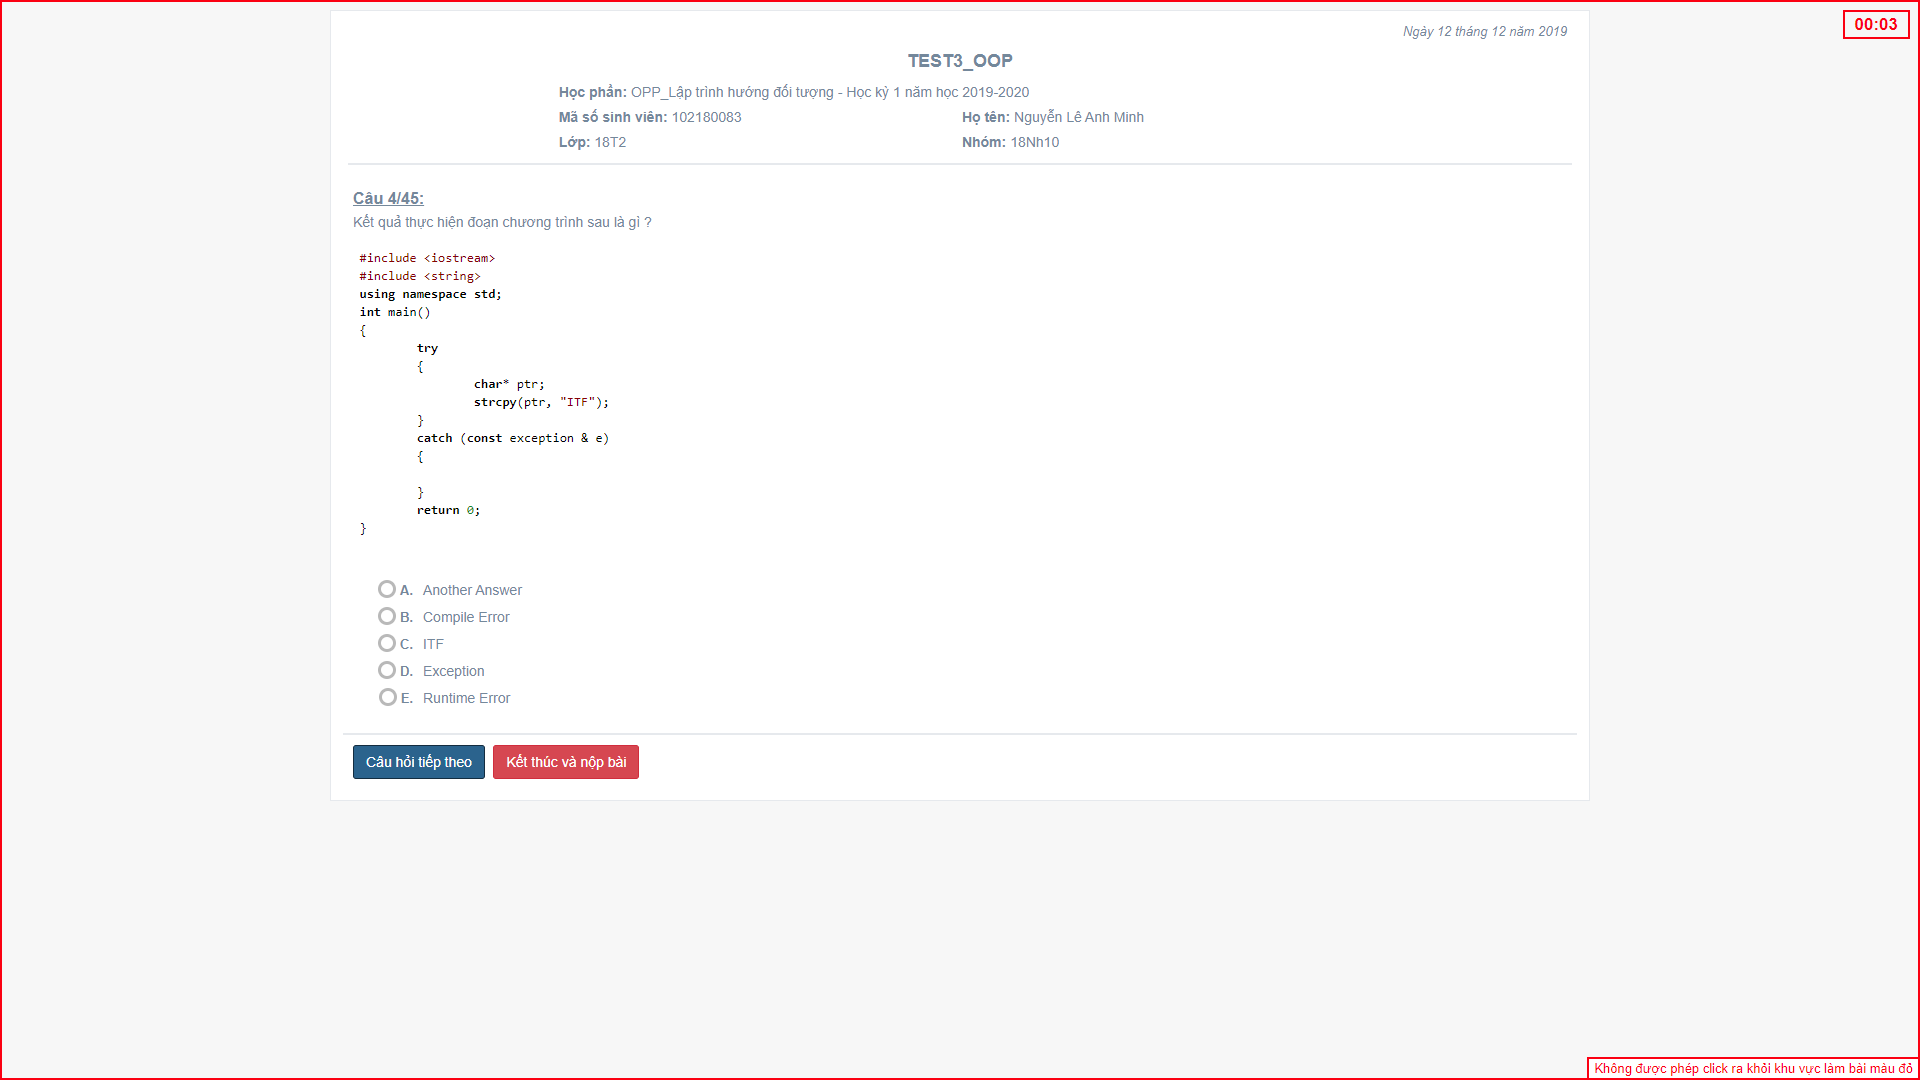 00:03
Ngày 12 tháng 12 năm 2019
TEST3_OOP
Học phần: OPP_Lập trình hướng đối tượng - Học kỳ 1 năm học 2019-2020
Mã số sinh viên: 102180083 Họ tên: Nguyễn Lê Anh Minh
Lớp: 18T2 Nhóm: 18Nh10
Câu 4/45:
Kết quả thực hiện đoạn chương trình sau là gì ?
#include <iostream>
#include <string>
using namespace std;
int main()
{
try
{
char* ptr;
strcpy(ptr, "ITF");
}
catch (const exception & e)
{
}
return 0;
}
A. Another Answer
B. Compile Error
C. ITF
D. Exception
E. Runtime Error
Câu hỏi tiếp theo Kết thúc và nộp bài
Không được phép click ra khỏi khu vực làm bài màu đỏ